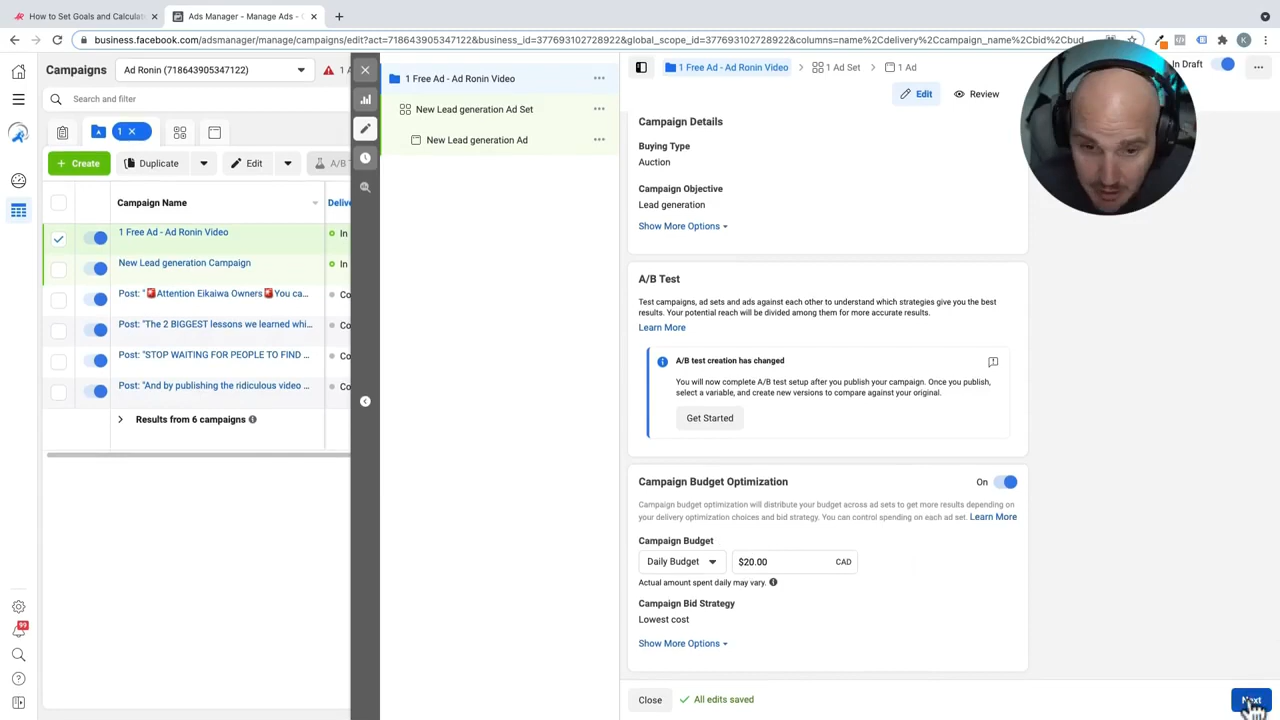 How to Set Goals and Calculat
Ads Manager - Manage Ads - C
business.facebook.com/adsmanager/manage/campaigns/edit?act=718643905347122&business_id=377693102728922&global_scope_id=377693102728922&columns=name%2Cdelivery%2Ccampaign_name%2Cbid%2Cbud
K
Campaigns
Ad Ronin (718643905347122)
1 A
Search and filter
1
Create
Duplicate
Edit
A/B T
Campaign Name
Delive
1 Free Ad - Ad Ronin Video
In
New Lead generation Campaign
In
Post: "🚨Attention Eikaiwa Owners🚨You ca...
Co
Post: "The 2 BIGGEST lessons we learned whi...
Co
Post: "STOP WAITING FOR PEOPLE TO FIND ...
Co
Post: "And by publishing the ridiculous video ...
Co
Results from 6 campaigns
99
1 Free Ad - Ad Ronin Video
New Lead generation Ad Set
New Lead generation Ad
1 Free Ad - Ad Ronin Video
1 Ad Set
1 Ad
In Draft
Edit
Review
Campaign Details
Buying Type
Auction
Campaign Objective
Lead generation
Show More Options
A/B Test
Test campaigns, ad sets and ads against each other to understand which strategies give you the best
results. Your potential reach will be divided among them for more accurate results.
Learn More
A/B test creation has changed
You will now complete A/B test setup after you publish your campaign. Once you publish,
select a variable, and create new versions to compare against your original.
Get Started
Campaign Budget Optimization
On
Campaign budget optimization will distribute your budget across ad sets to get more results depending on
your delivery optimization choices and bid strategy. You can control spending on each ad set. Learn More
Campaign Budget
Daily Budget
$20.00
CAD
Actual amount spent daily may vary.
Campaign Bid Strategy
Lowest cost
Show More Options
Close
All edits saved
Next